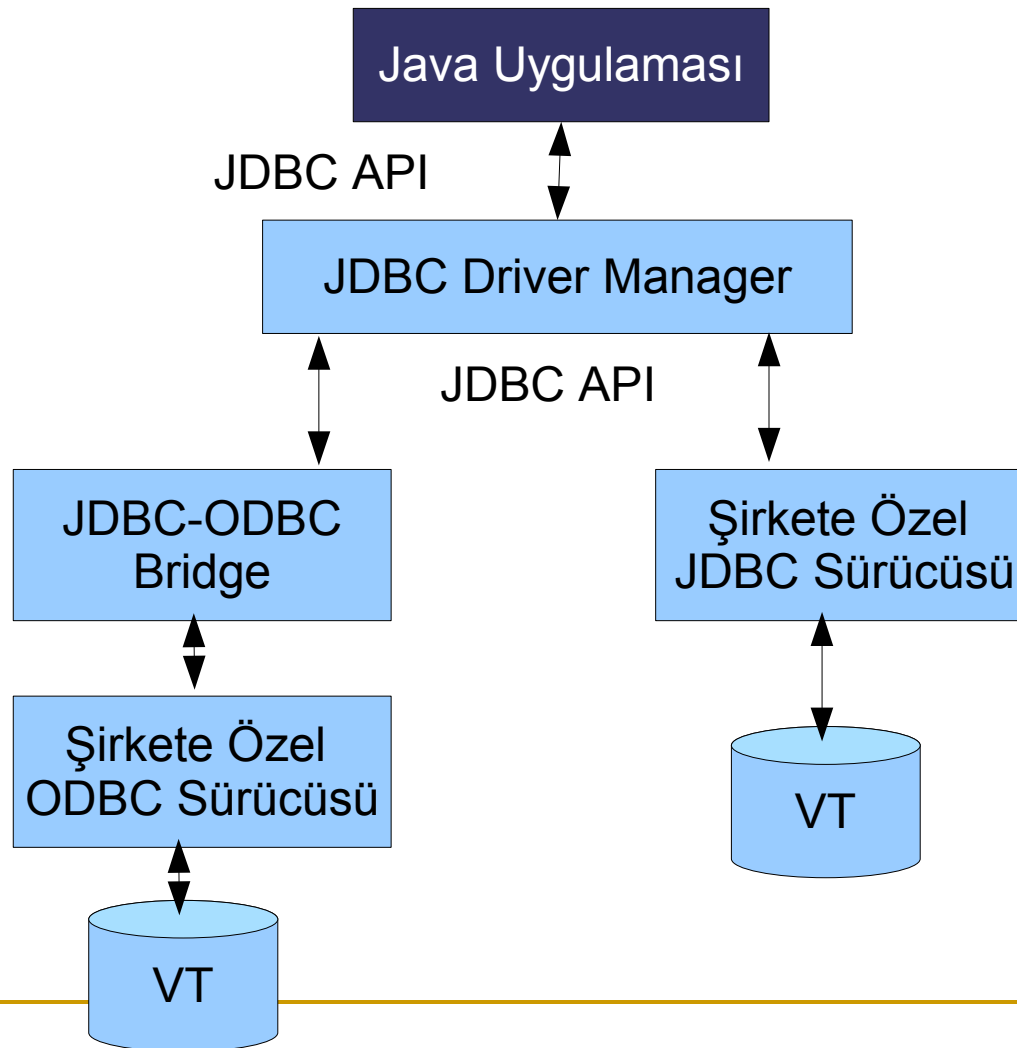 Java Uygulaması
JDBC API
JDBC Driver Manager
JDBC API
JDBC-ODBC
Bridge
Şirkete Özel
JDBC Sürücüsü
Şirkete Özel
ODBC Sürücüsü
VT
VT